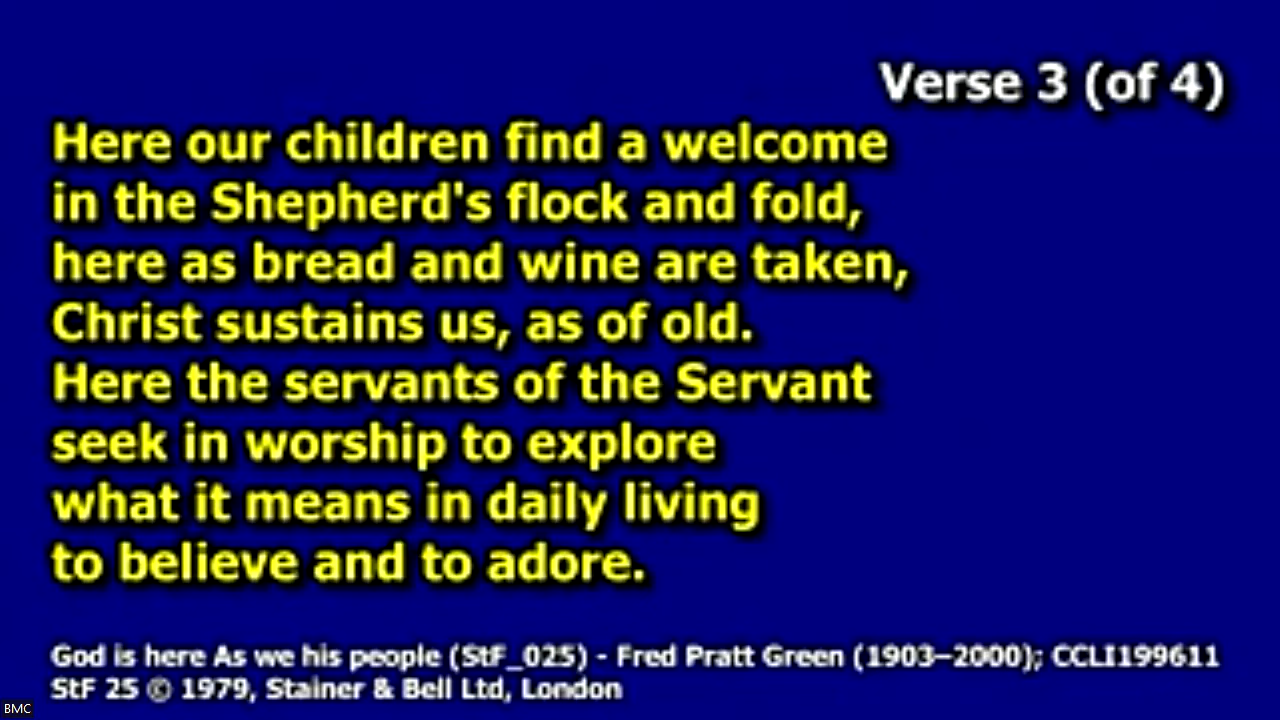 Verse 3 (of 4)
Here our children find a welcome
in the Shepherd's flock and fold,
here as bread and wine are taken,
Christ sustains us, as of old.
Here the servants of the Servant
seek in worship to explore
what it means in daily living
to believe and to adore.
God is here As we his people (StF_025) - Fred Pratt Green (1903–2000); CCLI199611
StF 25 © 1979, Stainer & Bell Ltd, London
BMC